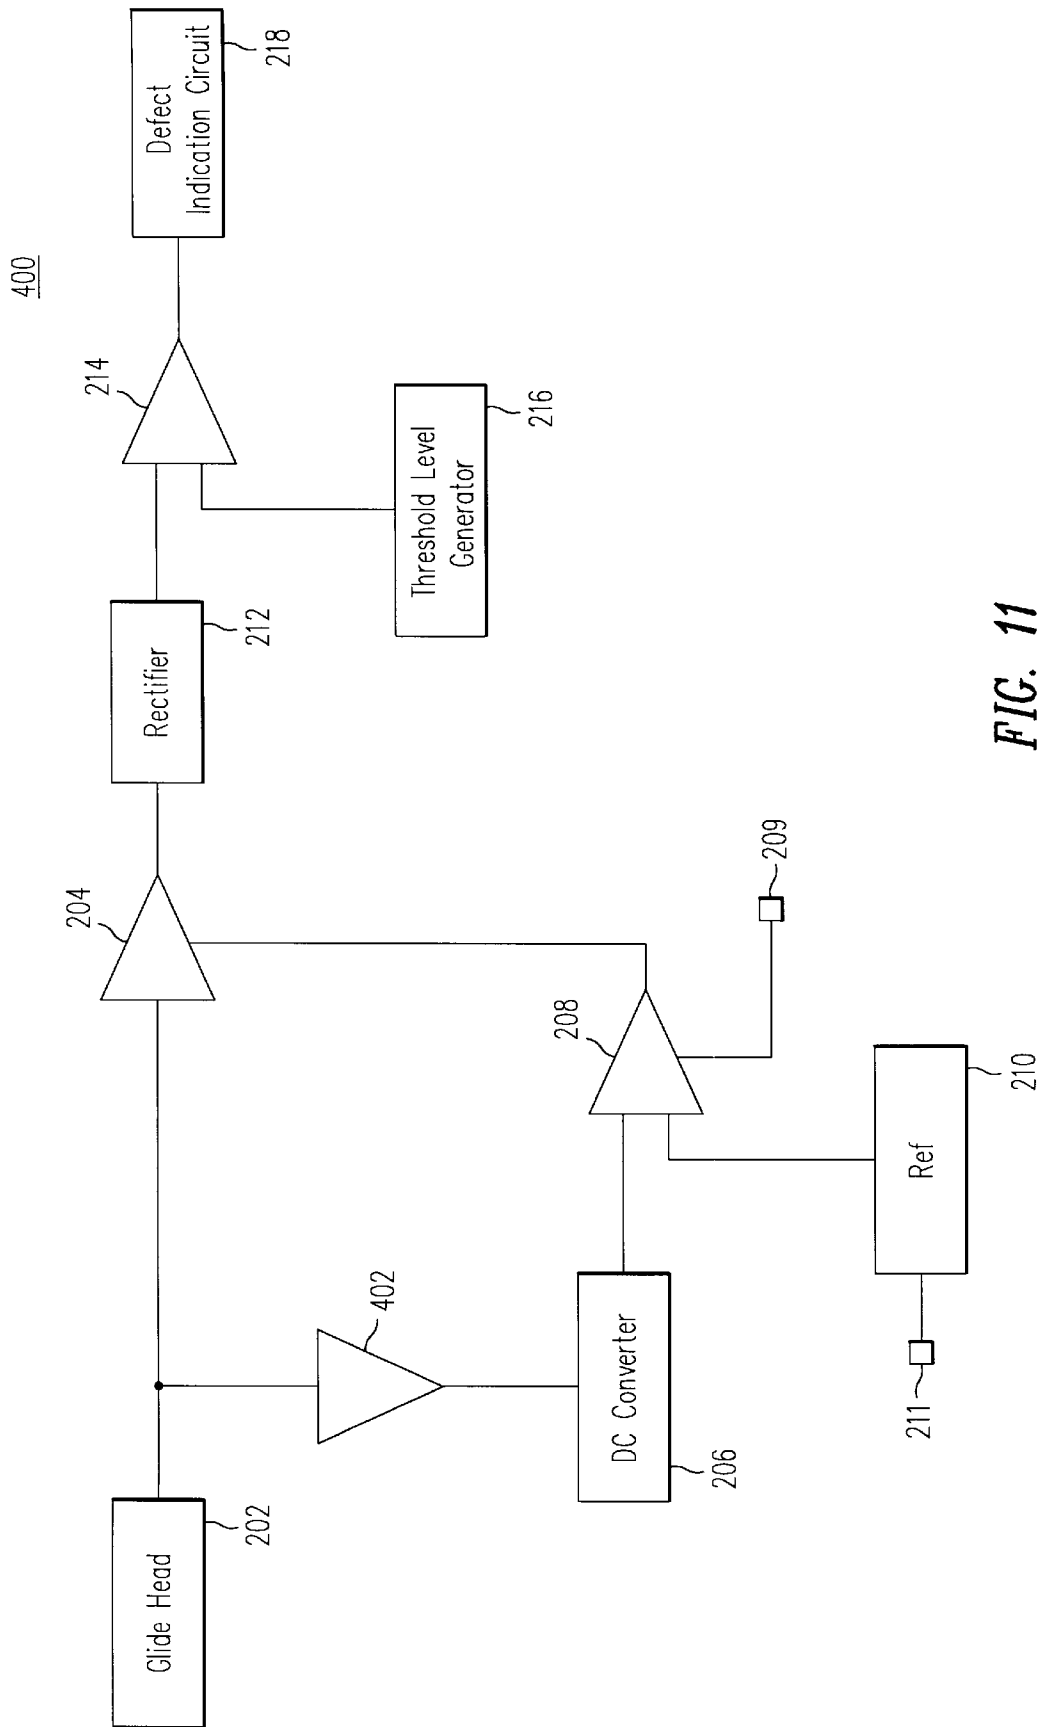 400
Glide Head
202
402
DC Converter
206
204
208
209
Ref
210
211
Rectifier
212
214
Threshold Level
Generator
216
Defect
Indication Circuit
218
FIG. 11